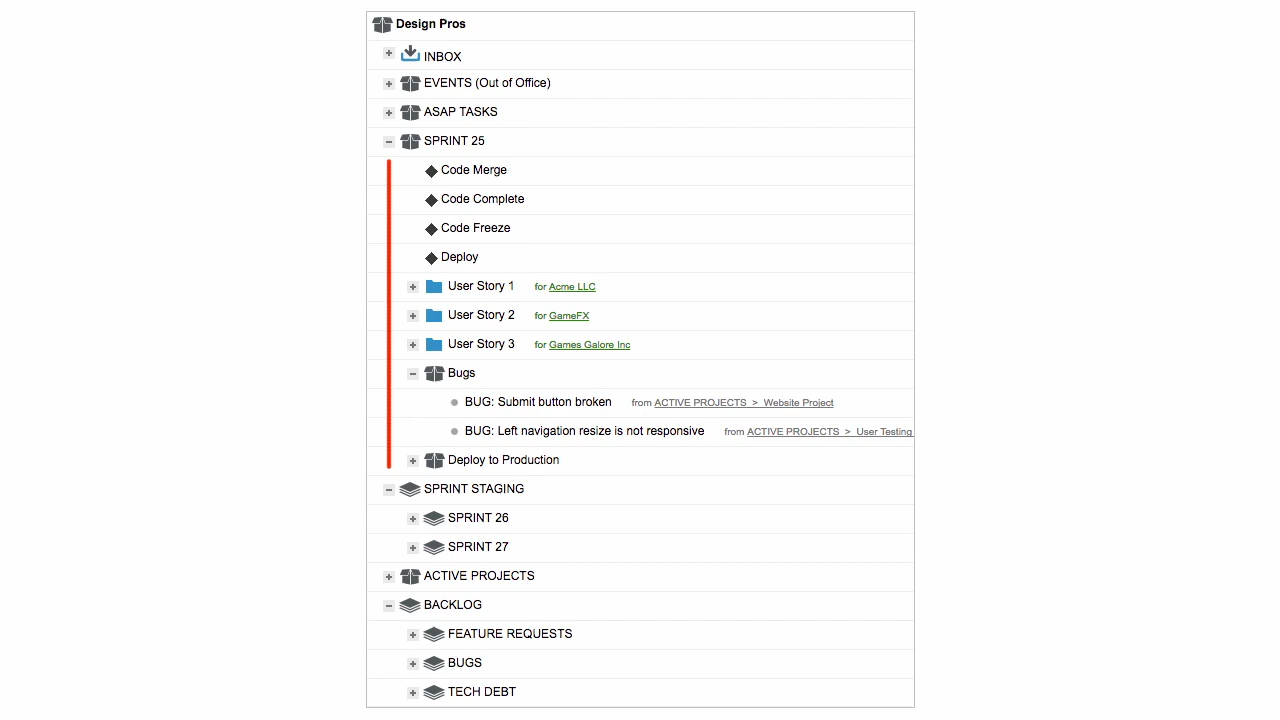 Design Pros
INBOX
EVENTS (Out of Office)
ASAP TASKS
SPRINT 25
Code Merge
Code Complete
Code Freeze
Deploy
User Story 1 for Acme LLC
User Story 2 for GameFX
User Story 3 for Games Galore Inc
Bugs
BUG: Submit button broken from ACTIVE PROJECTS > Website Project
BUG: Left navigation resize is not responsive from ACTIVE PROJECTS > User Testing
Deploy to Production
SPRINT STAGING
SPRINT 26
SPRINT 27
ACTIVE PROJECTS
BACKLOG
FEATURE REQUESTS
BUGS
TECH DEBT